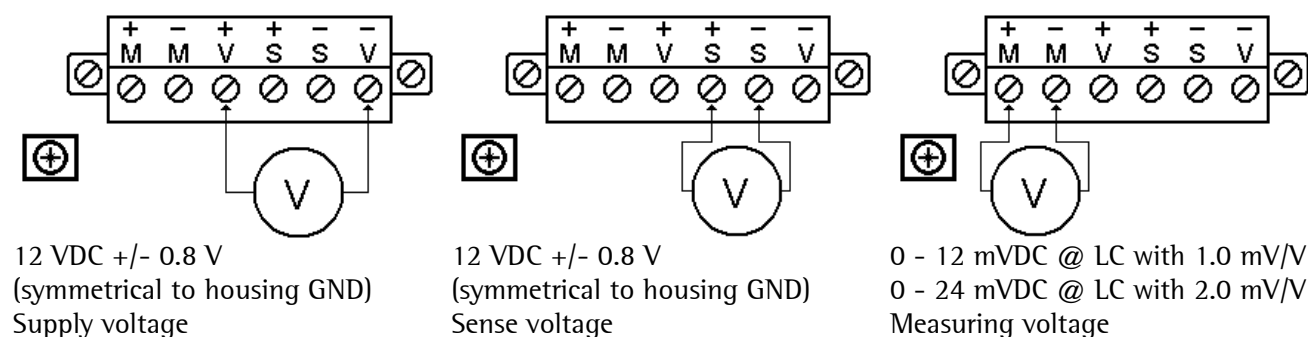 + − + + − −
M M V S S V
V
12 VDC +/- 0.8 V
(symmetrical to housing GND)
Supply voltage
+ − + + − −
M M V S S V
V
12 VDC +/- 0.8 V
(symmetrical to housing GND)
Sense voltage
+ − + + − −
M M V S S V
V
0 - 12 mVDC @ LC with 1.0 mV/V
0 - 24 mVDC @ LC with 2.0 mV/V
Measuring voltage